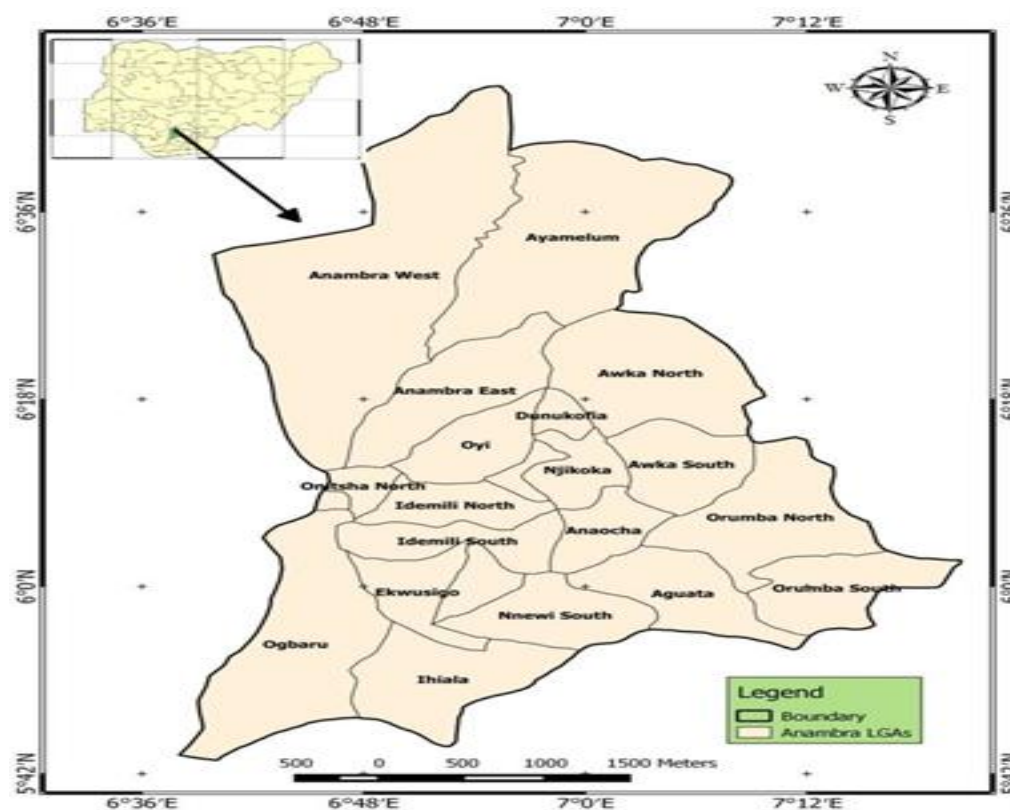 6°36'E 6°48'E 7°0'E 7°12'E
N
W E
S
6°36'N 6°36'N
Ayamelum
Anambra West
Awka North
Anambra East
6°18'N 6°18'N
Dunukofia
Oyi
Awka South
Njikoka
Onitsha North
Idemili North
Orumba North
Anaocha
Idemili South
6°0'N 6°0'N
Ekwusigo
Aguata
Orumba South
Nnewi South
Ogbaru
Ihiala
Legend
Boundary
Anambra LGAs
500 0 500 1000 1500 Meters
5°42'N 5°42'N
6°36'E 6°48'E 7°0'E 7°12'E